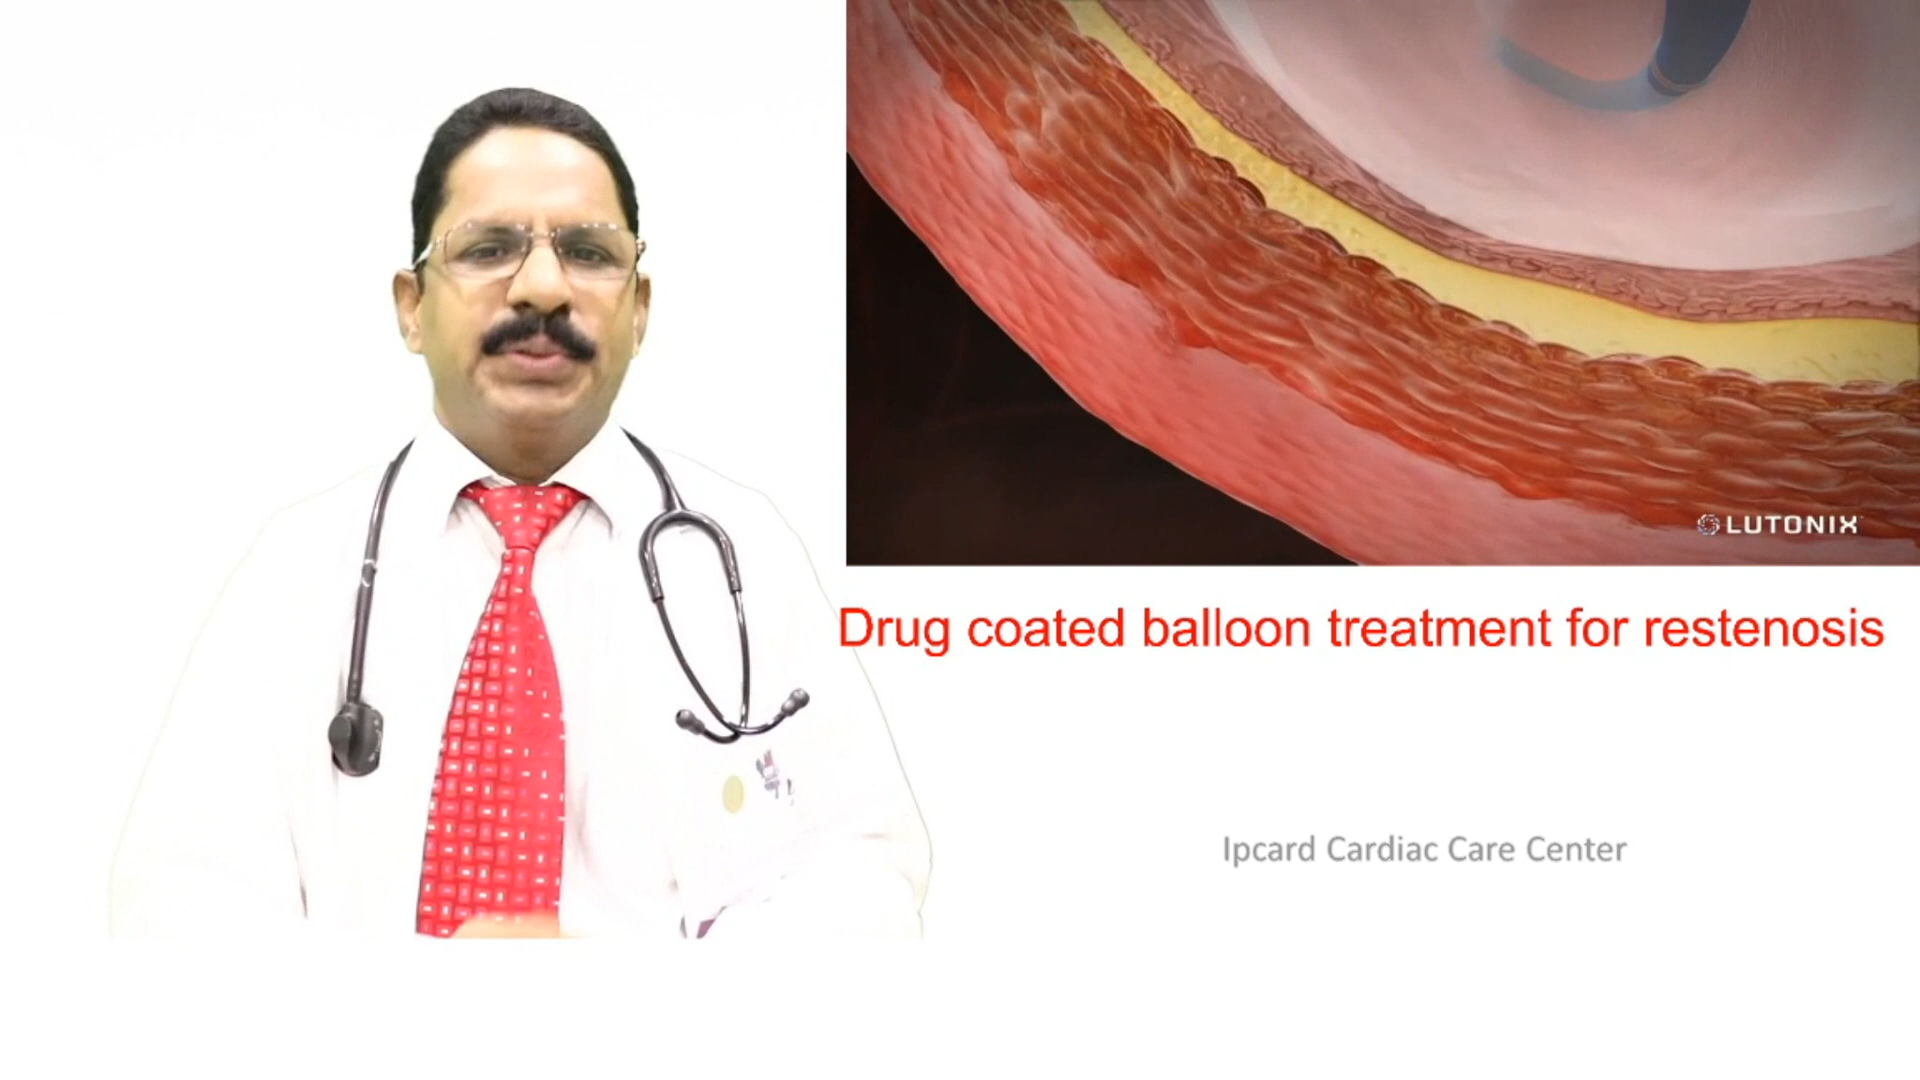 LUTONIX
Drug coated balloon treatment for restenosis
Ipcard Cardiac Care Center